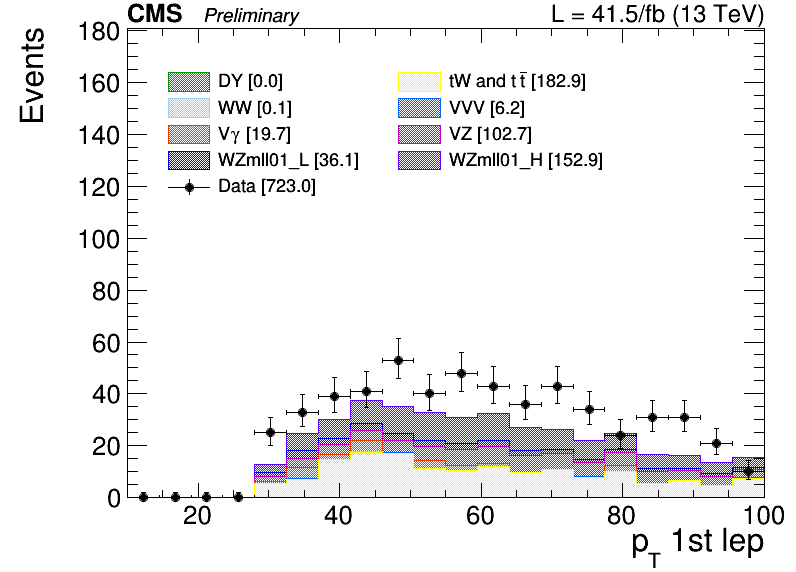 CMS Preliminary L = 41.5/fb (13 TeV)
Events
180
160
140
120
100
80
60
40
20
0
DY [0.0]
tW and tt̅ [182.9]
WW [0.1]
VVV [6.2]
Vγ [19.7]
VZ [102.7]
WZmll01_L [36.1]
WZmll01_H [152.9]
Data [723.0]
20 40 60 80 100
p_T 1st lep